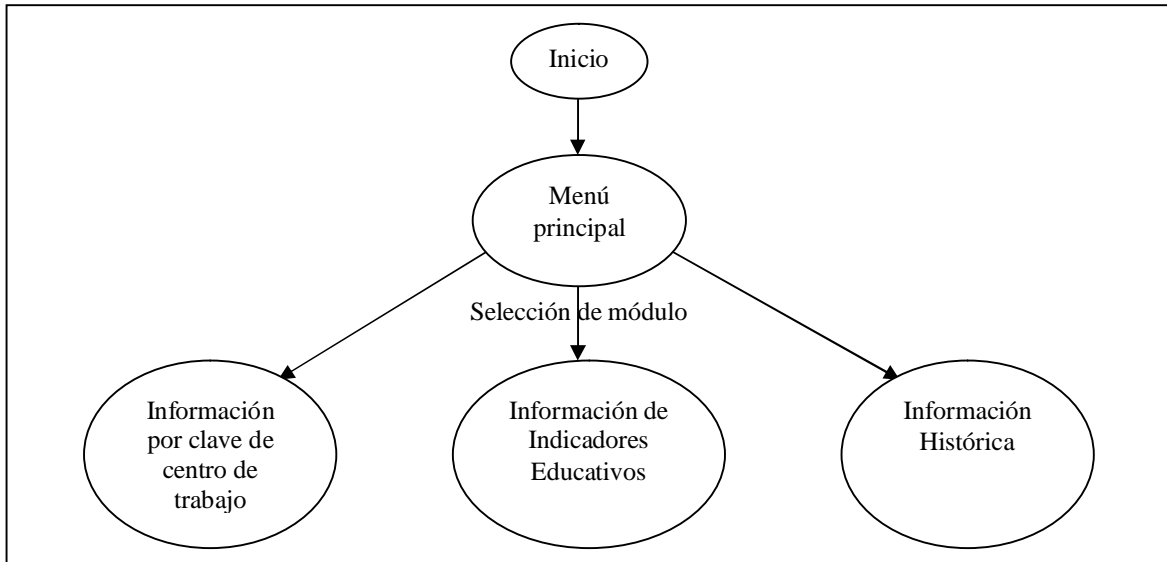 Inicio
Menú
principal
Selección de módulo
Información
por clave de
centro de
trabajo
Información de
Indicadores
Educativos
Información
Histórica